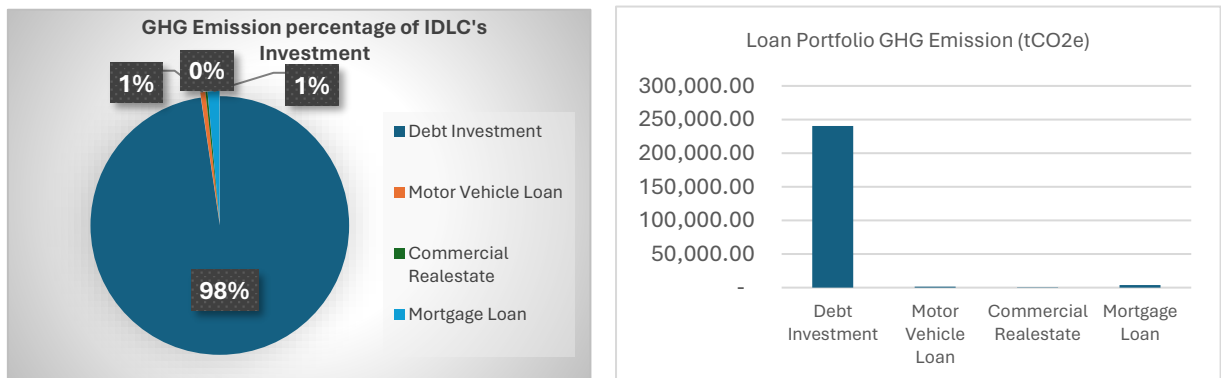 GHG Emission percentage of IDLC's
Investment
1%
0%
1%
98%
Debt Investment
Motor Vehicle Loan
Commercial
Realestate
Mortgage Loan
Loan Portfolio GHG Emission (tCO2e)
300,000.00
250,000.00
200,000.00
150,000.00
100,000.00
50,000.00
-
Debt
Investment
Motor
Vehicle
Loan
Commercial
Realestate
Mortgage
Loan